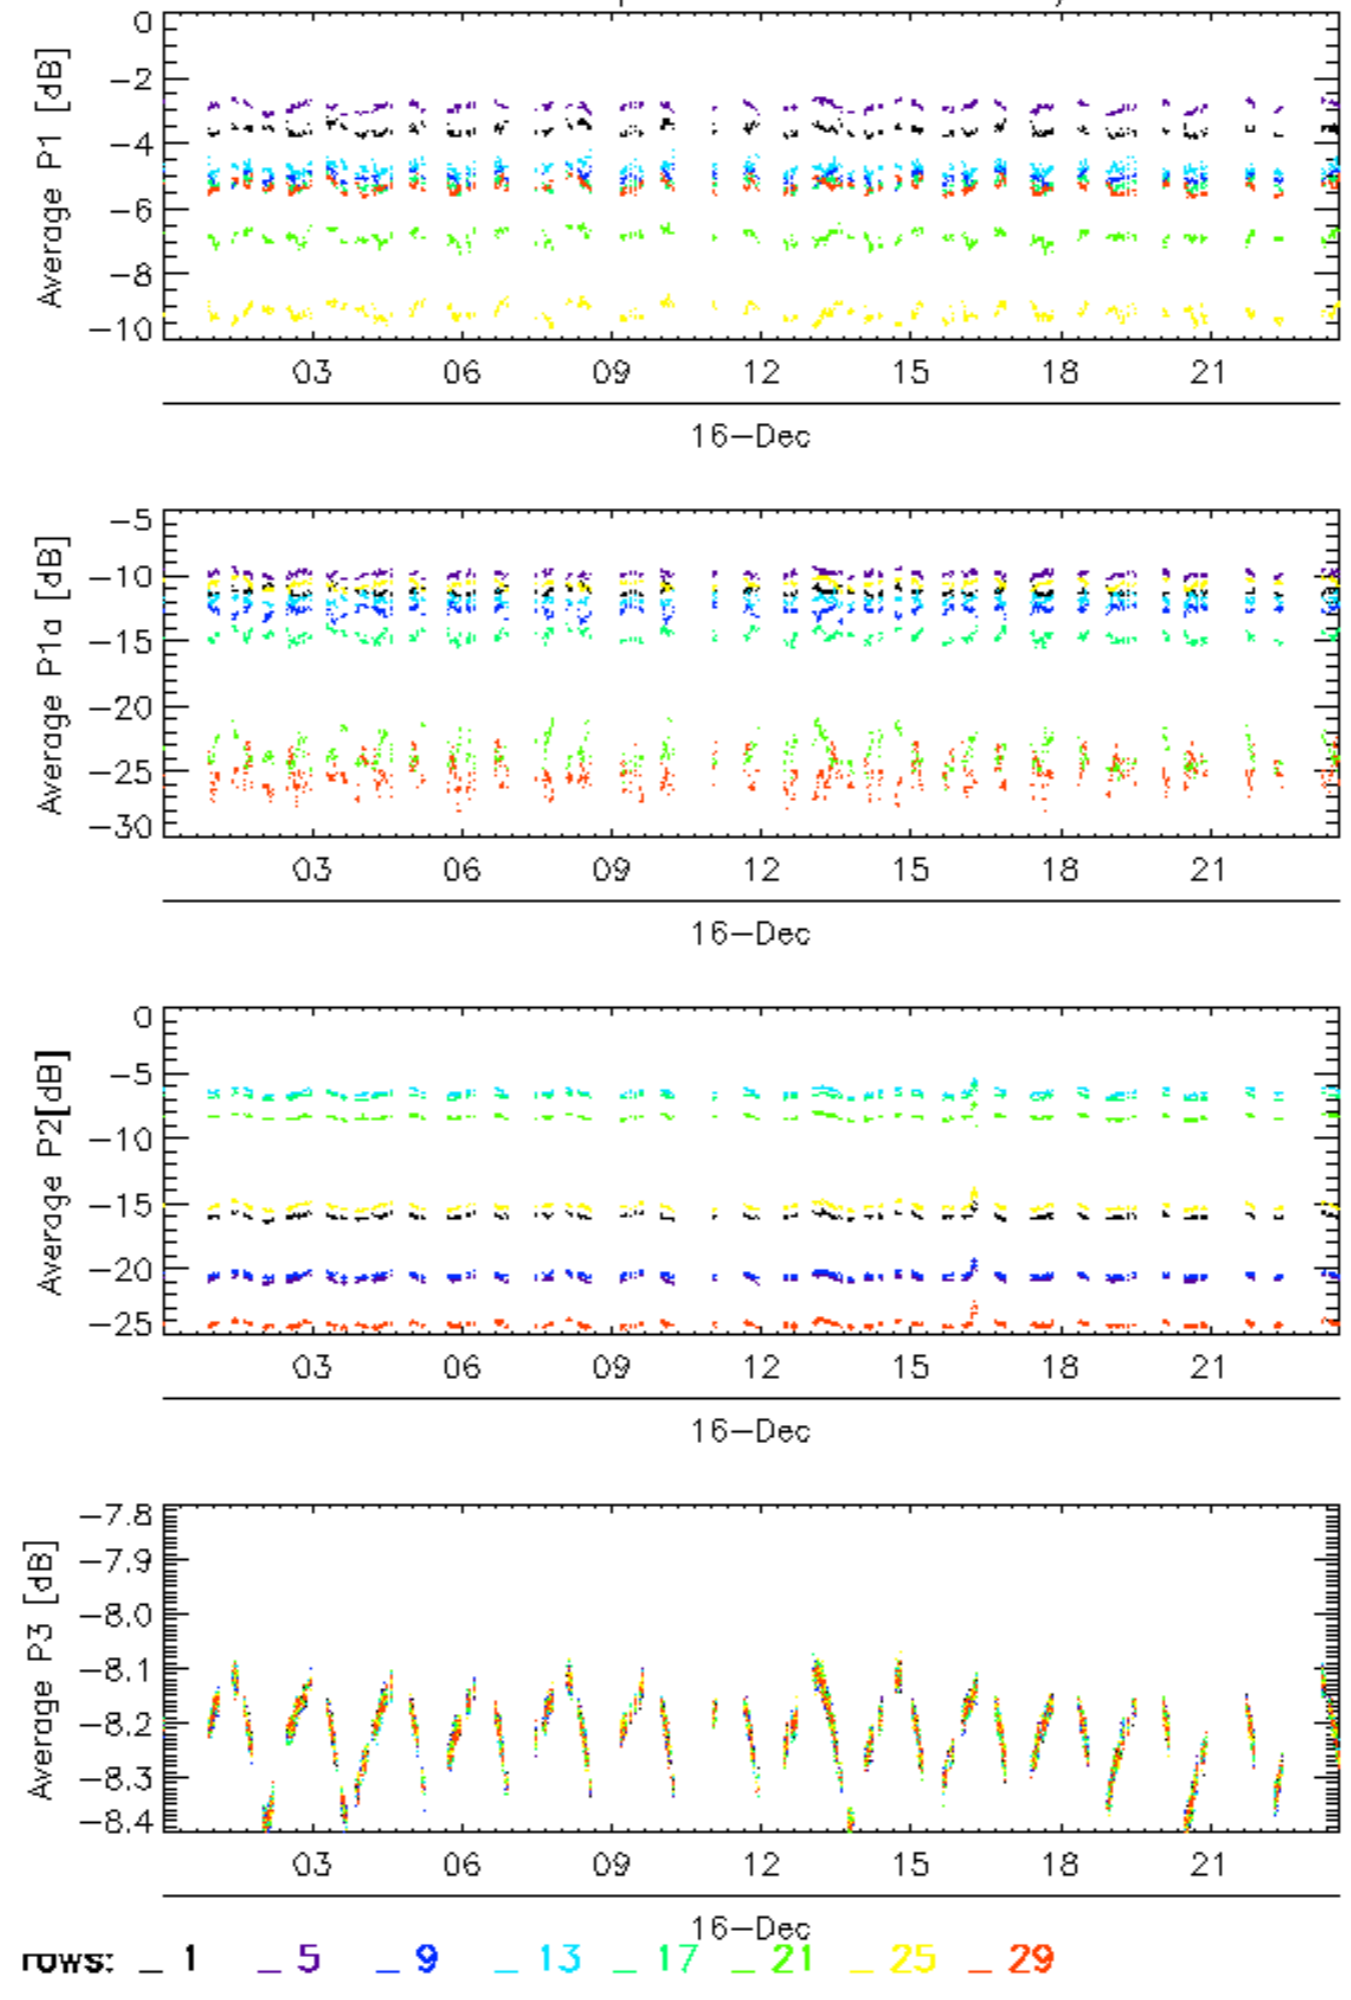 Average P1 [dB]
0
−2
−4
−6
−8
−10
03 06 09 12 15 18 21
16−Dec
Average P1a [dB]
−5
−10
−15
−20
−25
−30
03 06 09 12 15 18 21
16−Dec
Average P2[dB]
0
−5
−10
−15
−20
−25
03 06 09 12 15 18 21
16−Dec
Average P3 [dB]
−7.8
−7.9
−8.0
−8.1
−8.2
−8.3
−8.4
03 06 09 12 15 18 21
16−Dec
rows: _ 1 _ 5 _ 9 _ 13 _ 17 _ 21 _ 25 _ 29